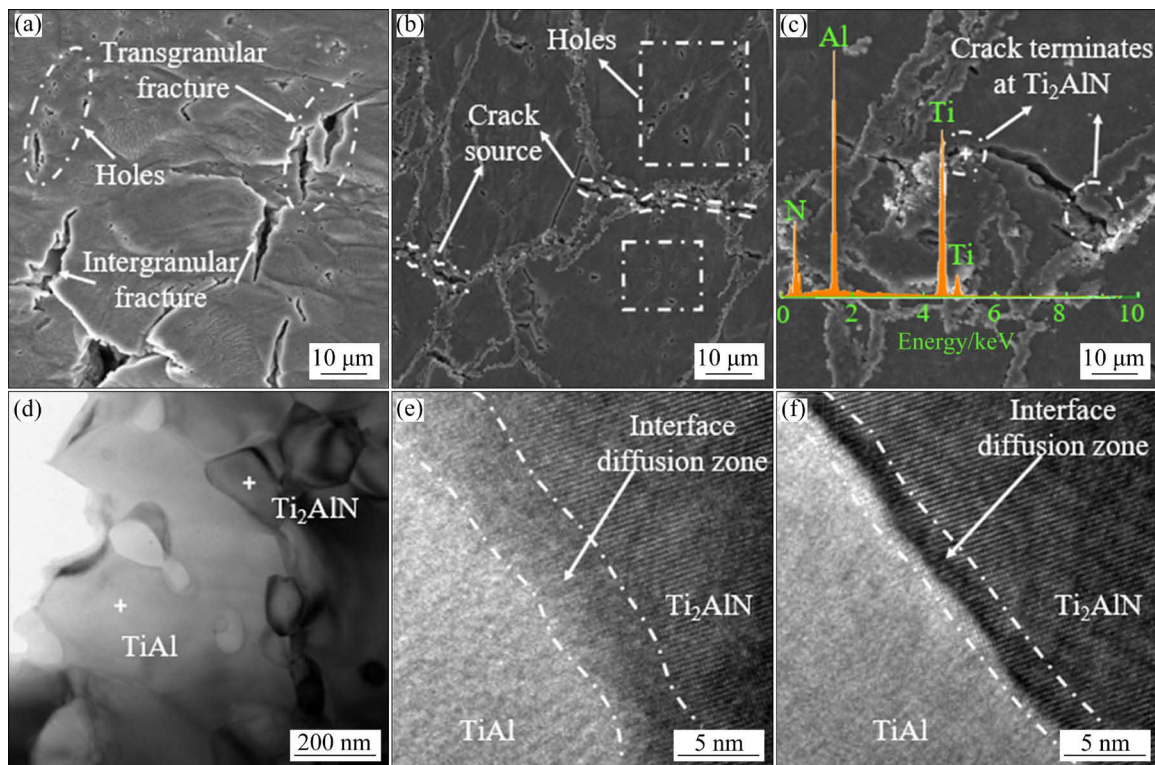 (a)
Transgranular
fracture
Holes
Intergranular
fracture
10 μm
(b)
Holes
Crack
source
10 μm
(c)
Al
Crack terminates
at Ti₂AlN
Ti
N
Ti
0 2 4 6 8 10
Energy/keV
10 μm
(d)
Ti₂AlN
TiAl
200 nm
(e)
Interface
diffusion zone
Ti₂AlN
TiAl
5 nm
(f)
Interface
diffusion zone
Ti₂AlN
TiAl
5 nm